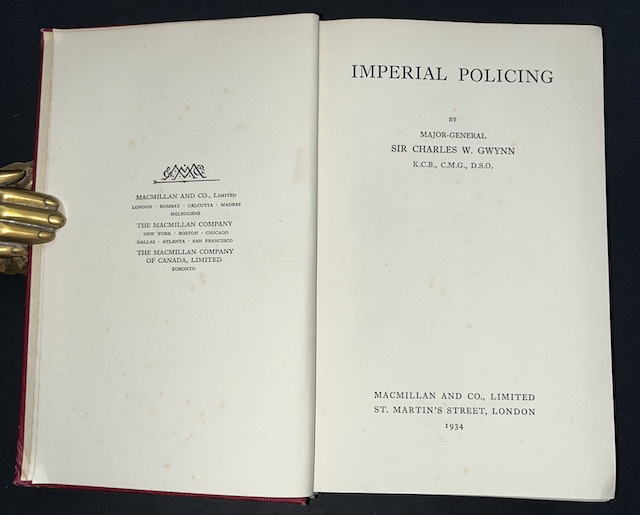 MACMILLAN AND CO., LIMITED
LONDON · BOMBAY · CALCUTTA · MADRAS
MELBOURNE
THE MACMILLAN COMPANY
NEW YORK · BOSTON · CHICAGO
DALLAS · ATLANTA · SAN FRANCISCO
THE MACMILLAN COMPANY
OF CANADA, LIMITED
TORONTO
IMPERIAL POLICING
BY
MAJOR-GENERAL
SIR CHARLES W. GWYNN
K.C.B., C.M.G., D.S.O.
MACMILLAN AND CO., LIMITED
ST. MARTIN'S STREET, LONDON
1934